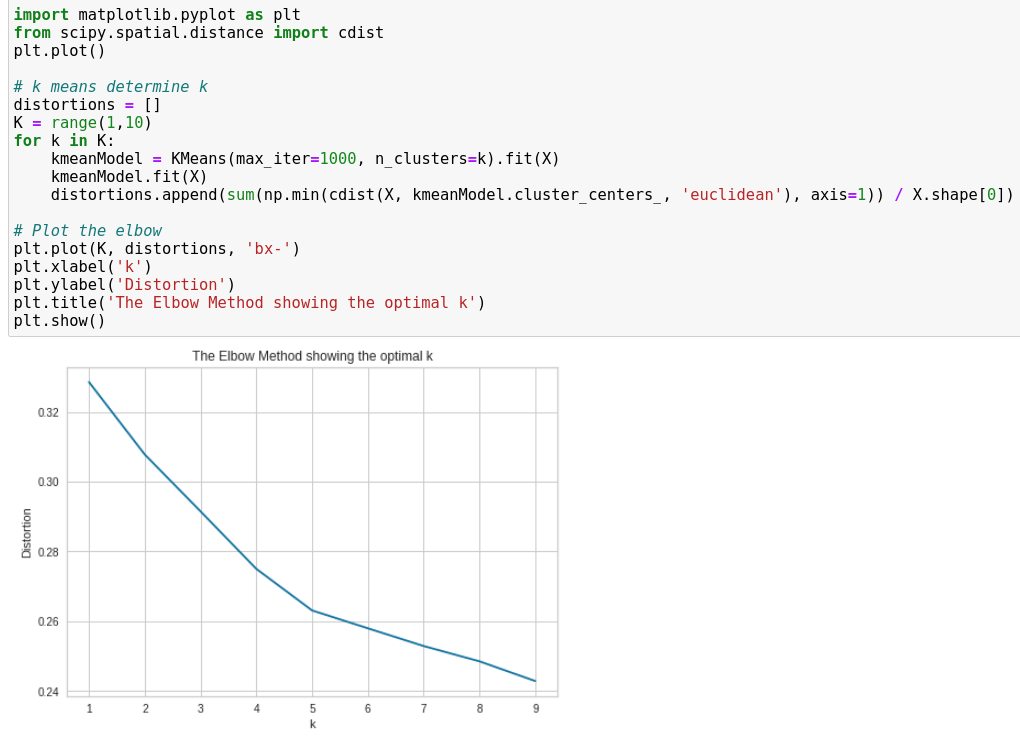 import matplotlib.pyplot as plt
from scipy.spatial.distance import cdist
plt.plot()
# k means determine k
distortions = []
K = range(1,10)
for k in K:
    kmeanModel = KMeans(max_iter=1000, n_clusters=k).fit(X)
    kmeanModel.fit(X)
    distortions.append(sum(np.min(cdist(X, kmeanModel.cluster_centers_, 'euclidean'), axis=1)) / X.shape[0])
# Plot the elbow
plt.plot(K, distortions, 'bx-')
plt.xlabel('k')
plt.ylabel('Distortion')
plt.title('The Elbow Method showing the optimal k')
plt.show()
The Elbow Method showing the optimal k
0.32
0.30
Distortion
0.28
0.26
0.24
1 2 3 4 5 6 7 8 9
k